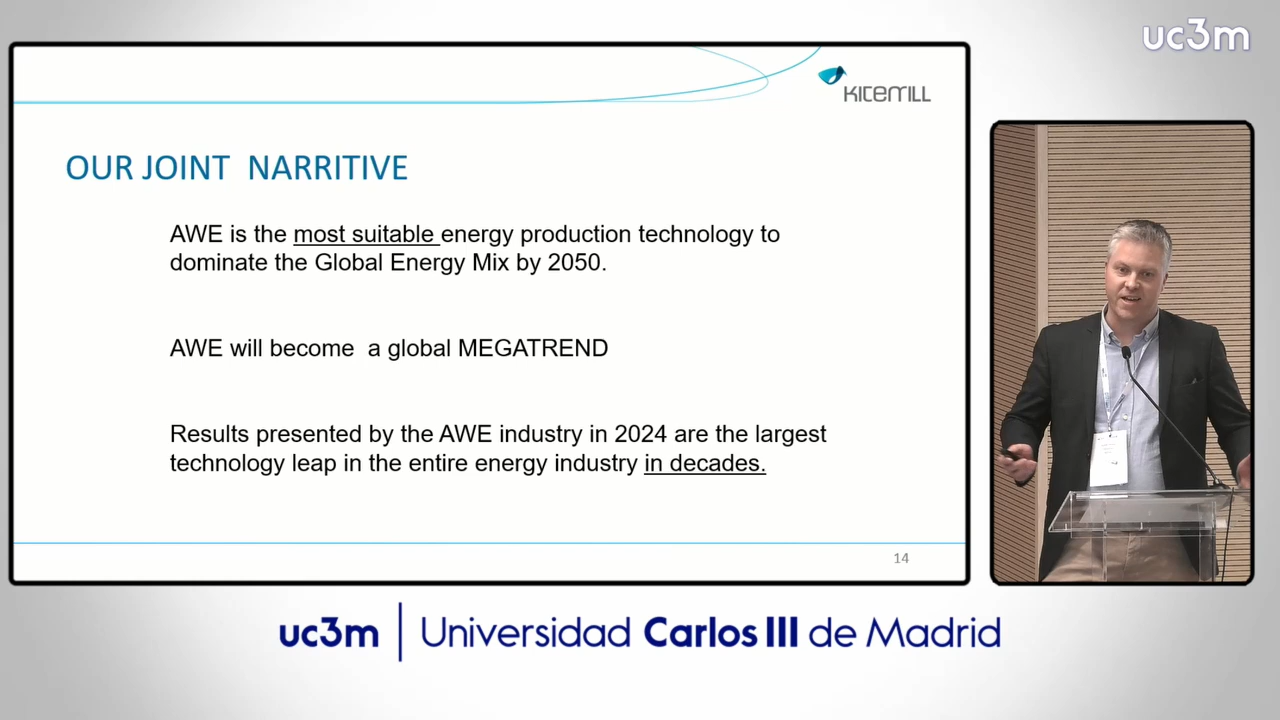 uc3m
KITEMILL
OUR JOINT NARRITIVE
AWE is the most suitable energy production technology to
dominate the Global Energy Mix by 2050.
AWE will become a global MEGATREND
Results presented by the AWE industry in 2024 are the largest
technology leap in the entire energy industry in decades.
14
uc3m | Universidad Carlos III de Madrid